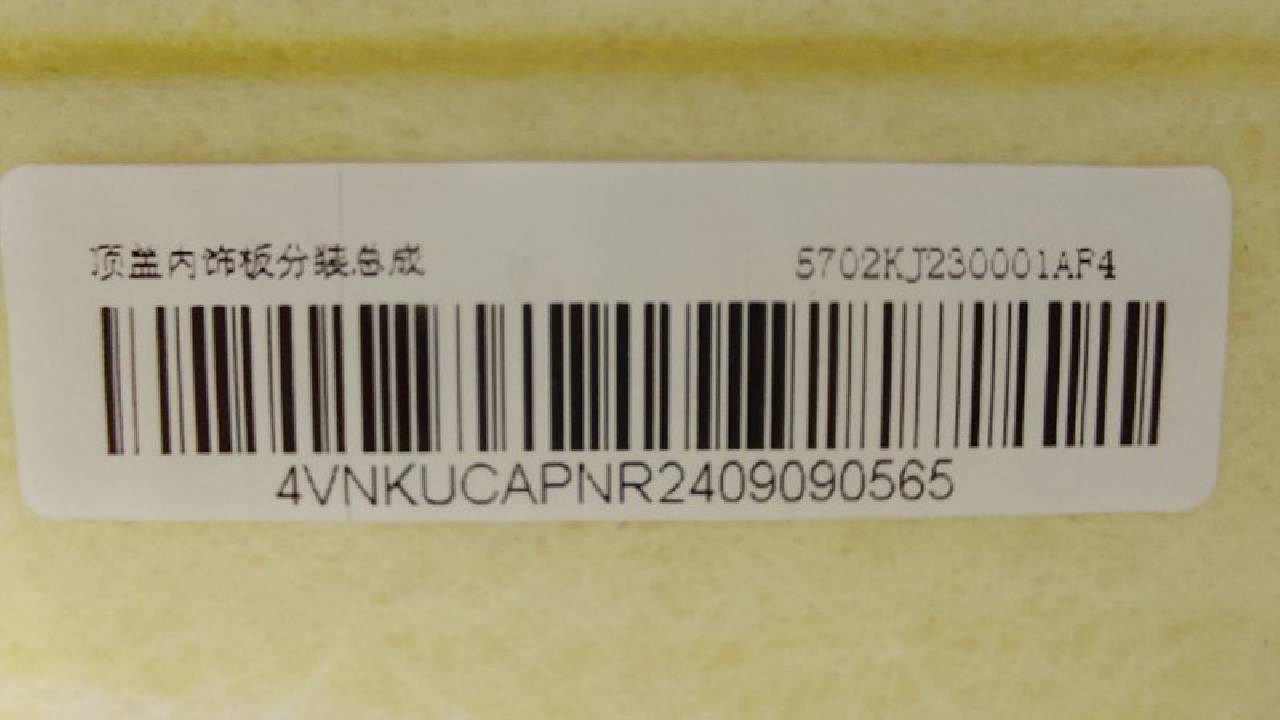 顶盖内饰板分装总成 5702KJ230001AF4
4VNKUCAPNR2409090565